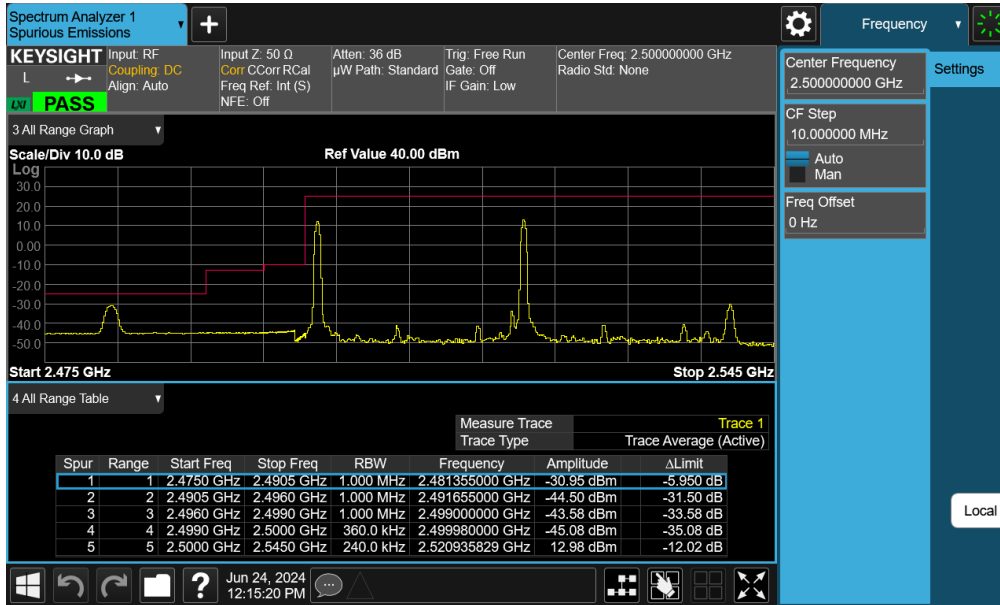 Spectrum Analyzer 1
Spurious Emissions
+
Frequency
KEYSIGHT
L
LXI PASS
Input: RF
Coupling: DC
Align: Auto
Input Z: 50 Ω
Corr CCorr RCal
Freq Ref: Int (S)
NFE: Off
Atten: 36 dB
µW Path: Standard
Trig: Free Run
Gate: Off
IF Gain: Low
Center Freq: 2.500000000 GHz
Radio Std: None
Center Frequency
2.500000000 GHz
Settings
CF Step
10.000000 MHz
Auto
Man
Freq Offset
0 Hz
Local
3 All Range Graph
Scale/Div 10.0 dB Ref Value 40.00 dBm
Log
30.0
20.0
10.0
0.00
-10.0
-20.0
-30.0
-40.0
-50.0
Start 2.475 GHz Stop 2.545 GHz
4 All Range Table
Measure Trace Trace 1
Trace Type Trace Average (Active)
Spur Range Start Freq Stop Freq RBW Frequency Amplitude ΔLimit
1 1 2.4750 GHz 2.4905 GHz 1.000 MHz 2.481355000 GHz -30.95 dBm -5.950 dB
2 2 2.4905 GHz 2.4960 GHz 1.000 MHz 2.491655000 GHz -44.50 dBm -31.50 dB
3 3 2.4960 GHz 2.4990 GHz 1.000 MHz 2.499000000 GHz -43.58 dBm -33.58 dB
4 4 2.4990 GHz 2.5000 GHz 360.0 kHz 2.499980000 GHz -45.08 dBm -35.08 dB
5 5 2.5000 GHz 2.5450 GHz 240.0 kHz 2.520935829 GHz 12.98 dBm -12.02 dB
?
Jun 24, 2024
12:15:20 PM